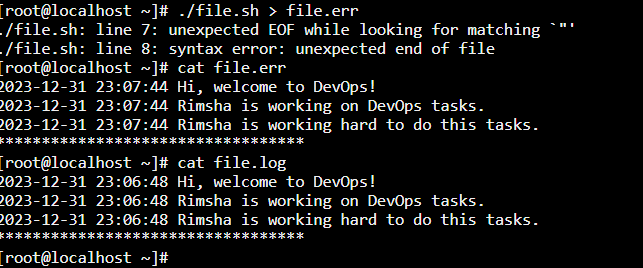 [root@localhost ~]# ./file.sh > file.err
./file.sh: line 7: unexpected EOF while looking for matching `"'
./file.sh: line 8: syntax error: unexpected end of file
[root@localhost ~]# cat file.err
2023-12-31 23:07:44 Hi, welcome to DevOps!
2023-12-31 23:07:44 Rimsha is working on DevOps tasks.
2023-12-31 23:07:44 Rimsha is working hard to do this tasks.
**********************************
[root@localhost ~]# cat file.log
2023-12-31 23:06:48 Hi, welcome to DevOps!
2023-12-31 23:06:48 Rimsha is working on DevOps tasks.
2023-12-31 23:06:48 Rimsha is working hard to do this tasks.
**********************************
[root@localhost ~]#